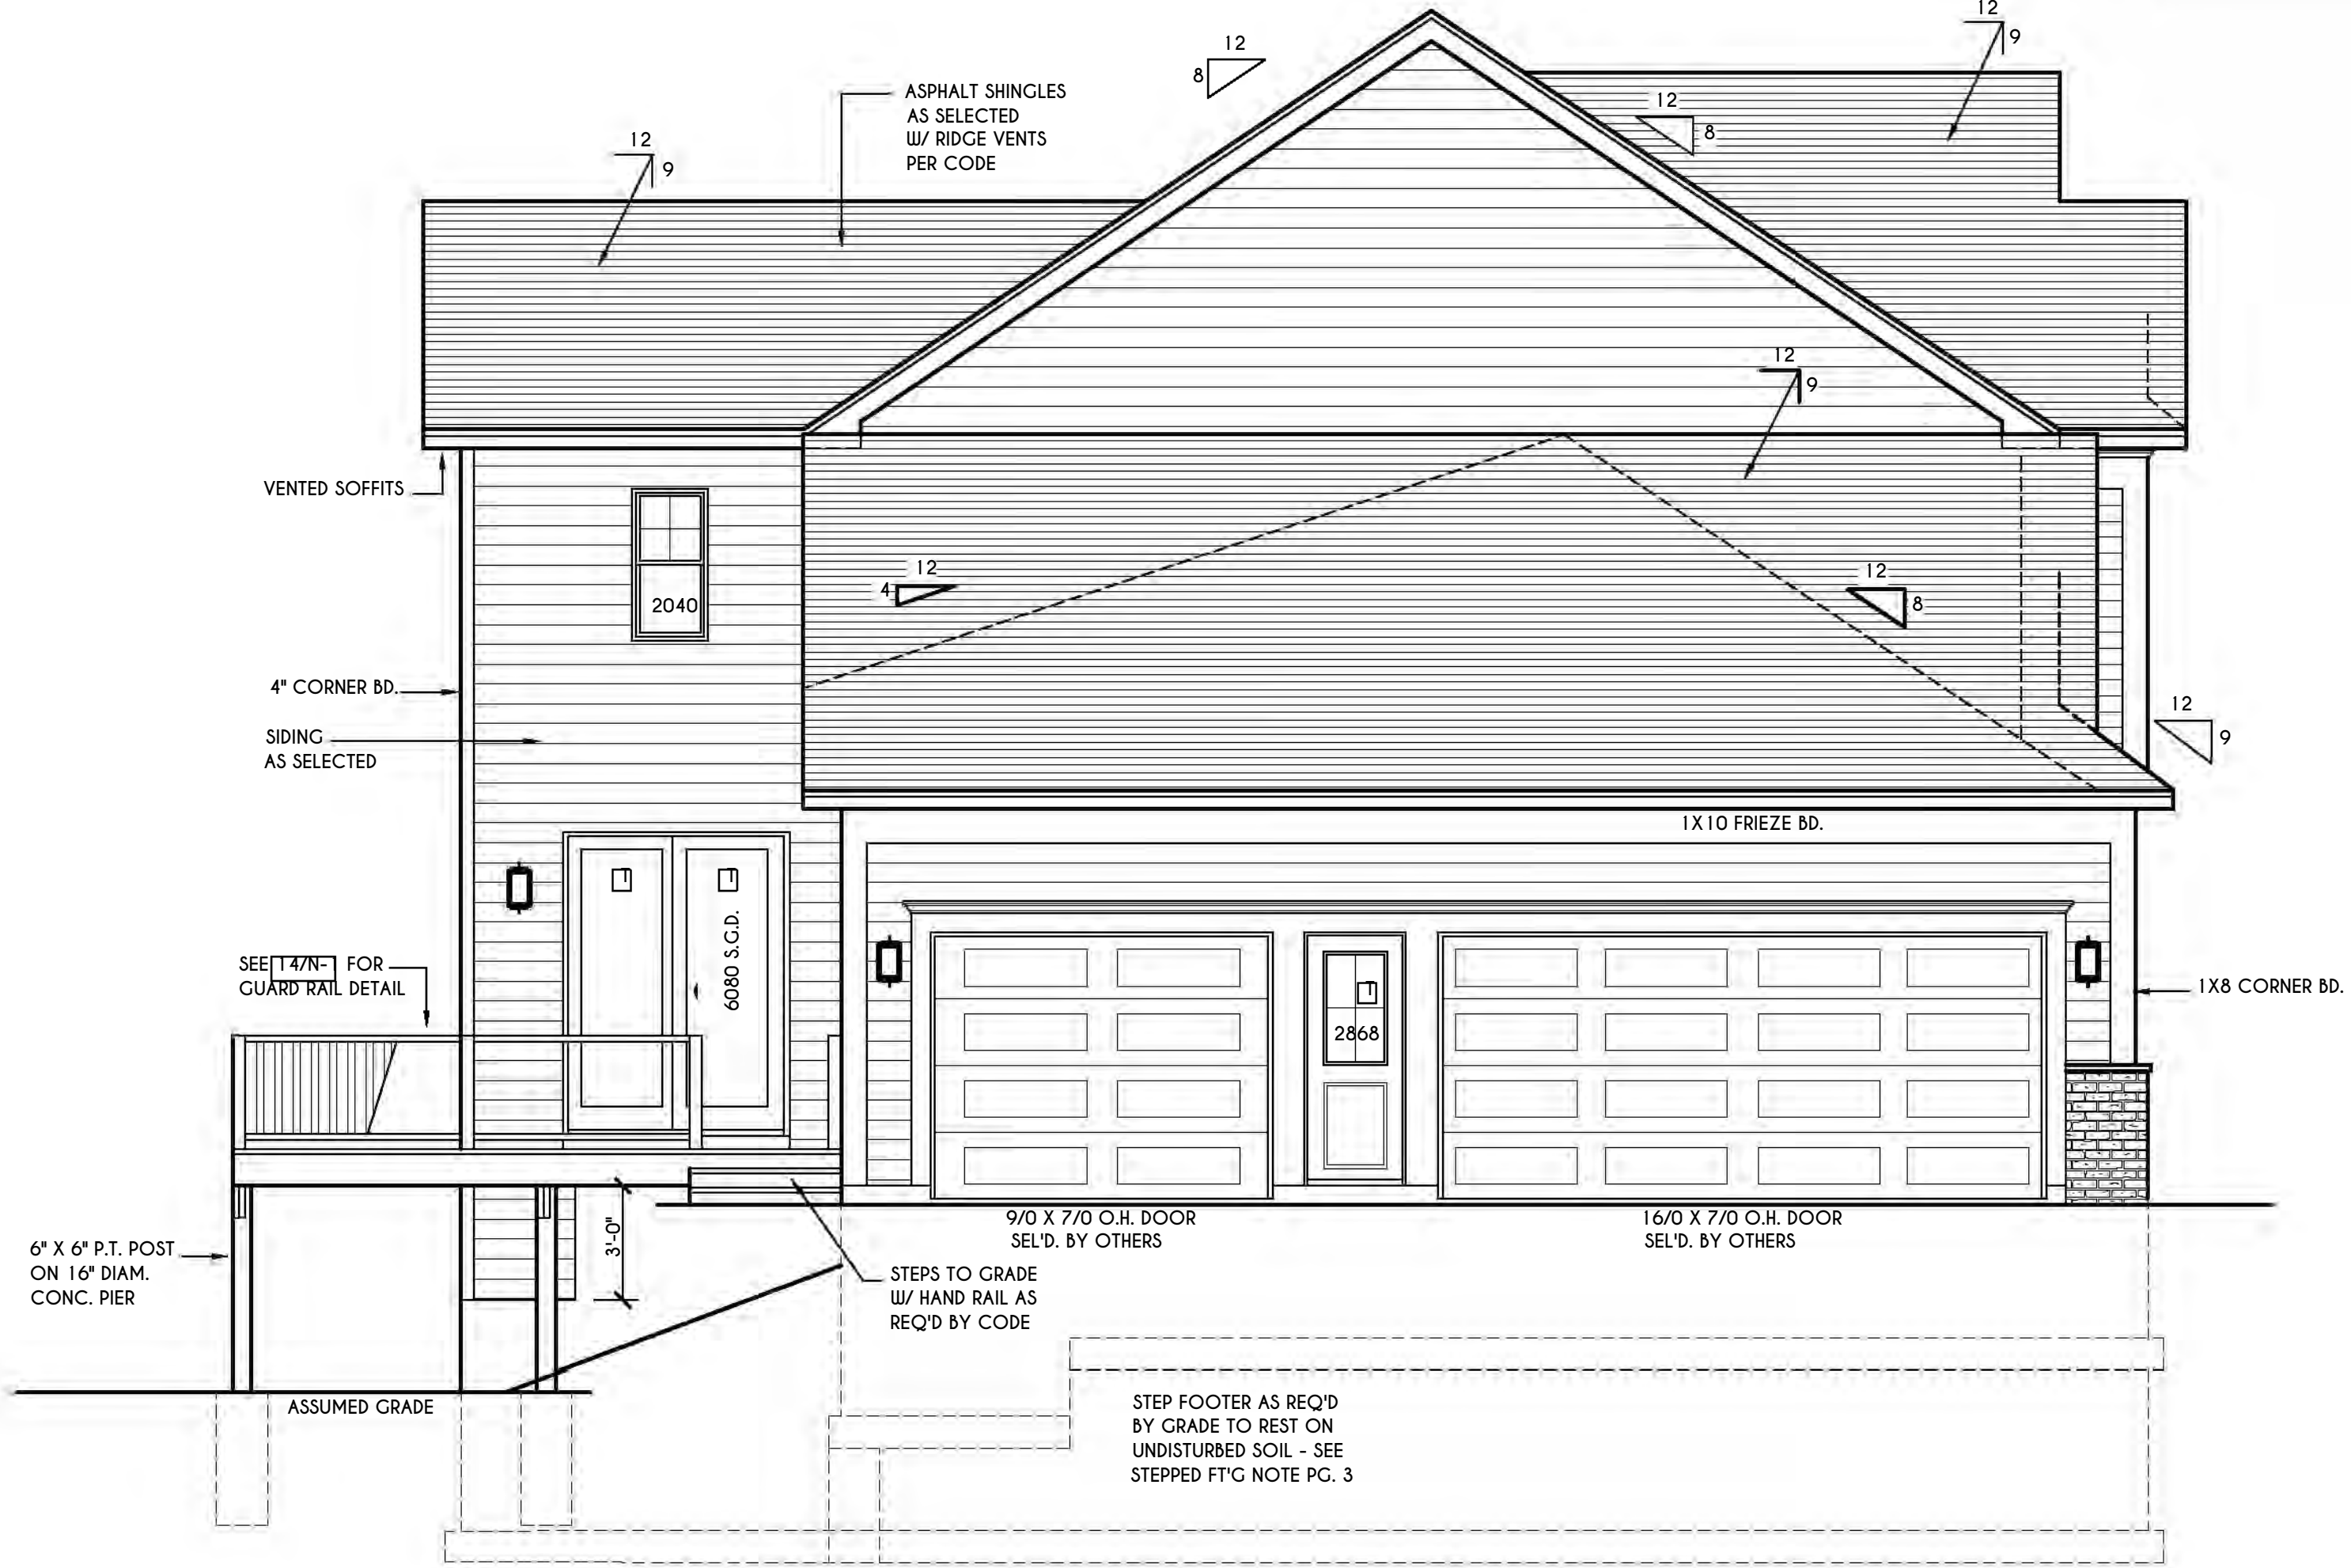 12
9
12
8
12
9
ASPHALT SHINGLES
AS SELECTED
W/ RIDGE VENTS
PER CODE
12
8
12
9
VENTED SOFFITS
2040
12
4
12
8
4" CORNER BD.
SIDING
AS SELECTED
12
9
1X10 FRIEZE BD.
T
T
6080 S.G.D.
SEE 14/N-1 FOR
GUARD RAIL DETAIL
T
2868
1X8 CORNER BD.
9/0 X 7/0 O.H. DOOR
SEL'D. BY OTHERS
16/0 X 7/0 O.H. DOOR
SEL'D. BY OTHERS
3'-0"
6" X 6" P.T. POST
ON 16" DIAM.
CONC. PIER
STEPS TO GRADE
W/ HAND RAIL AS
REQ'D BY CODE
ASSUMED GRADE
STEP FOOTER AS REQ'D
BY GRADE TO REST ON
UNDISTURBED SOIL - SEE
STEPPED FT'G NOTE PG. 3